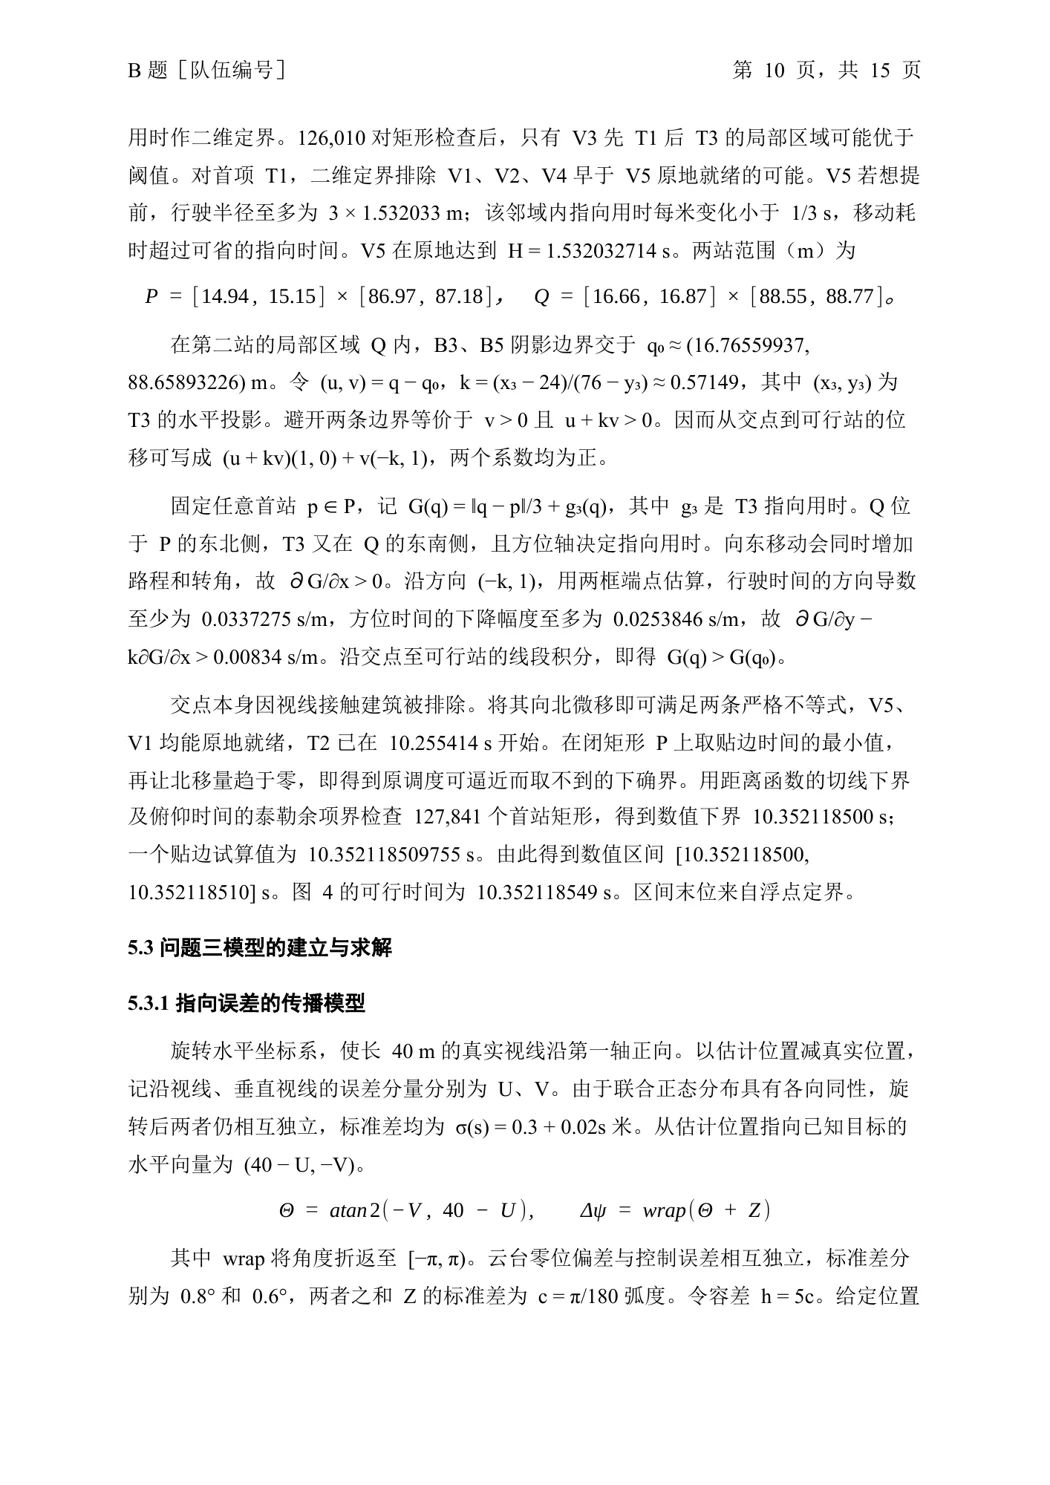 B 题［队伍编号］ 第 10 页，共 15 页
用时作二维定界。126,010 对矩形检查后，只有 V3 先 T1 后 T3 的局部区域可能优于
阈值。对首项 T1，二维定界排除 V1、V2、V4 早于 V5 原地就绪的可能。V5 若想提
前，行驶半径至多为 3 × 1.532033 m；该邻域内指向用时每米变化小于 1/3 s，移动耗
时超过可省的指向时间。V5 在原地达到 H = 1.532032714 s。两站范围（m）为
P = [14.94, 15.15] × [86.97, 87.18]， Q = [16.66, 16.87] × [88.55, 88.77]。
在第二站的局部区域 Q 内，B3、B5 阴影边界交于 q₀ ≈ (16.76559937,
88.65893226) m。令 (u, v) = q − q₀，k = (x₃ − 24)/(76 − y₃) ≈ 0.57149，其中 (x₃, y₃) 为
T3 的水平投影。避开两条边界等价于 v > 0 且 u + kv > 0。因而从交点到可行站的位
移可写成 (u + kv)(1, 0) + v(−k, 1)，两个系数均为正。
固定任意首站 p ∈ P，记 G(q) = ‖q − p‖/3 + g₃(q)，其中 g₃ 是 T3 指向用时。Q 位
于 P 的东北侧，T3 又在 Q 的东南侧，且方位轴决定指向用时。向东移动会同时增加
路程和转角，故 ∂G/∂x > 0。沿方向 (−k, 1)，用两框端点估算，行驶时间的方向导数
至少为 0.0337275 s/m，方位时间的下降幅度至多为 0.0253846 s/m，故 ∂G/∂y −
k∂G/∂x > 0.00834 s/m。沿交点至可行站的线段积分，即得 G(q) > G(q₀)。
交点本身因视线接触建筑被排除。将其向北微移即可满足两条严格不等式，V5、
V1 均能原地就绪，T2 已在 10.255414 s 开始。在闭矩形 P 上取贴边时间的最小值，
再让北移量趋于零，即得到原调度可逼近而取不到的下确界。用距离函数的切线下界
及俯仰时间的泰勒余项界检查 127,841 个首站矩形，得到数值下界 10.352118500 s；
一个贴边试算值为 10.352118509755 s。由此得到数值区间 [10.352118500,
10.352118510] s。图 4 的可行时间为 10.352118549 s。区间末位来自浮点定界。
5.3 问题三模型的建立与求解
5.3.1 指向误差的传播模型
旋转水平坐标系，使长 40 m 的真实视线沿第一轴正向。以估计位置减真实位置，
记沿视线、垂直视线的误差分量分别为 U、V。由于联合正态分布具有各向同性，旋
转后两者仍相互独立，标准差均为 σ(s) = 0.3 + 0.02s 米。从估计位置指向已知目标的
水平向量为 (40 − U, −V)。
Θ = atan2(−V, 40 − U), Δψ = wrap(Θ + Z)
其中 wrap 将角度折返至 [−π, π)。云台零位偏差与控制误差相互独立，标准差分
别为 0.8° 和 0.6°，两者之和 Z 的标准差为 c = π/180 弧度。令容差 h = 5c。给定位置